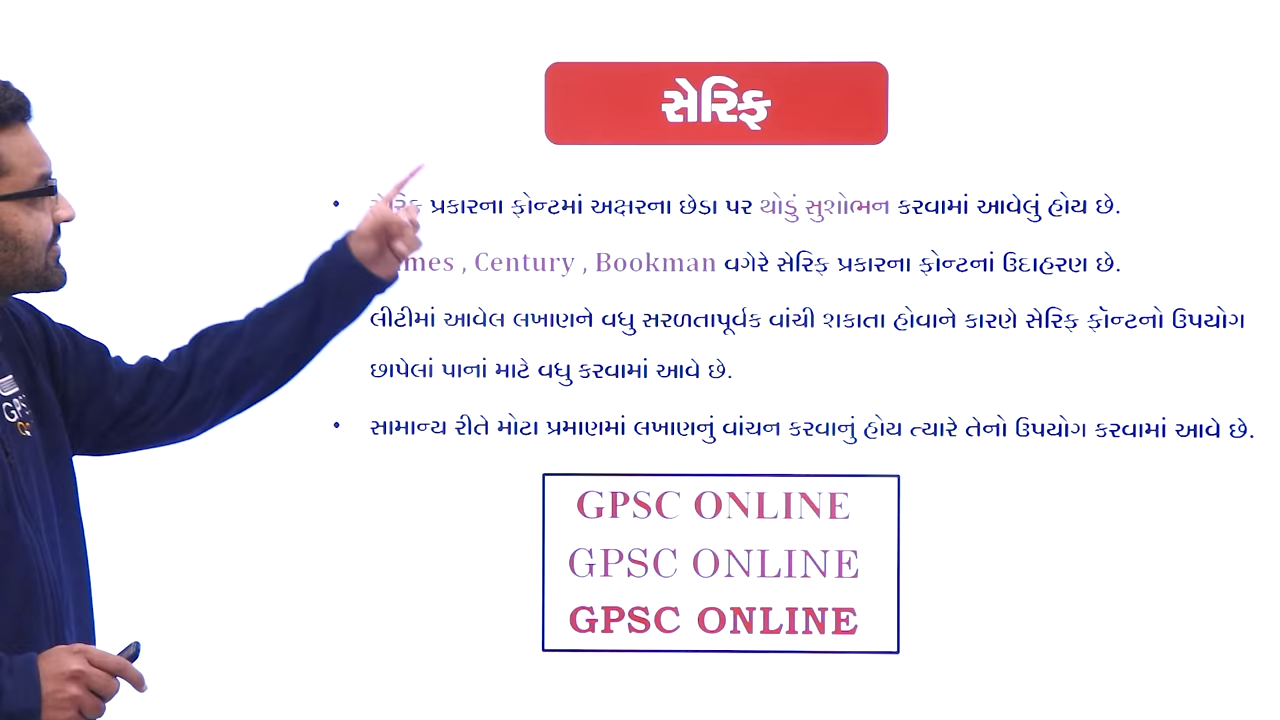 સેરિફ
સેરિફ પ્રકારના ફોન્ટમાં અક્ષરના છેડા પર થોડું સુશોભન કરવામાં આવેલું હોય છે.
Century , Bookman વગેરે સેરિફ પ્રકારના ફોન્ટનાં ઉદાહરણ છે.
લીટીમાં આવેલ લખાણને વધુ સરળતાપૂર્વક વાંચી શકાતા હોવાને કારણે સેરિફ ફૉન્ટનો ઉપયોગ
છાપેલાં પાનાં માટે વધુ કરવામાં આવે છે.
• સામાન્ય રીતે મોટા પ્રમાણમાં લખાણનું વાંચન કરવાનું હોય ત્યારે તેનો ઉપયોગ કરવામાં આવે છે.
GPSC ONLINE
GPSC ONLINE
GPSC ONLINE